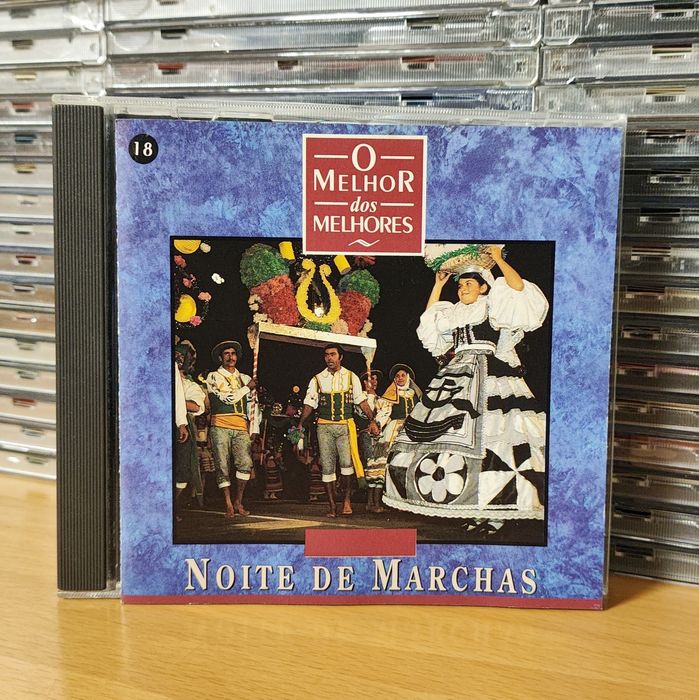 18
O
MELHOR
dos
MELHORES
NOITE DE MARCHAS